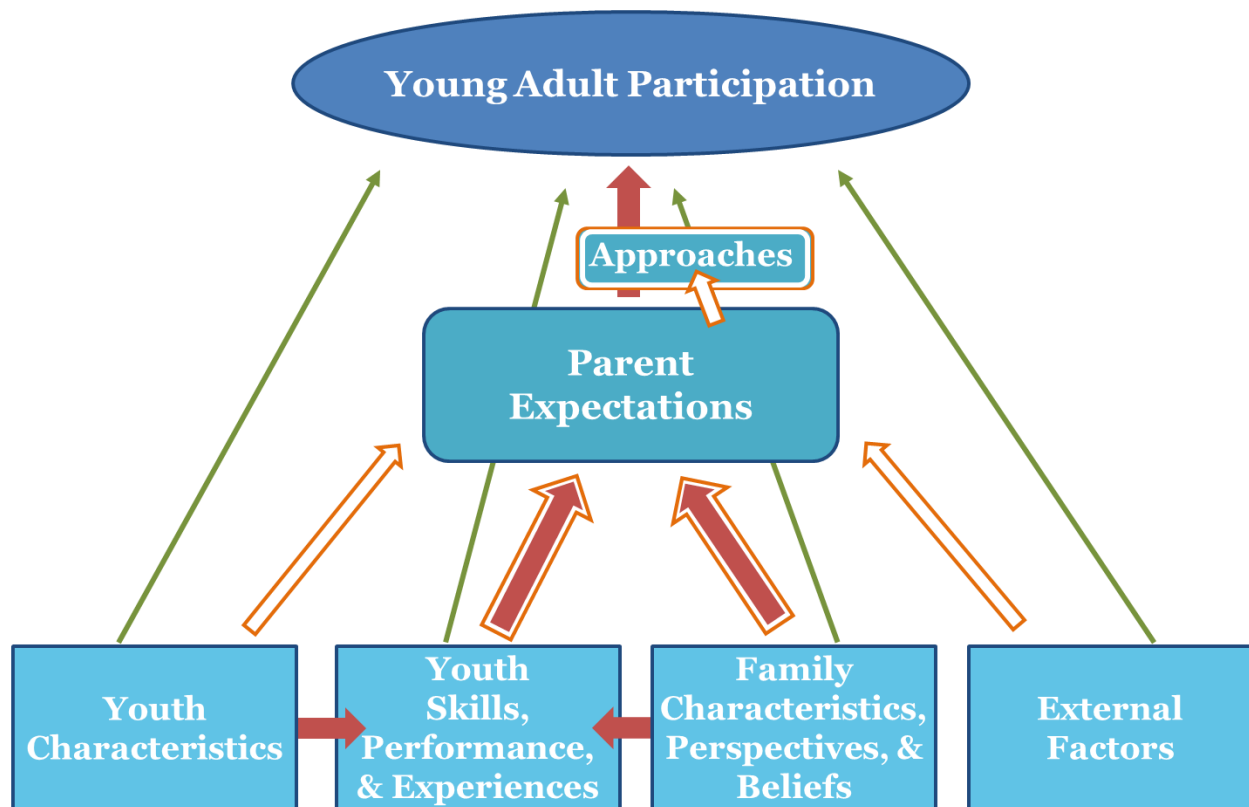 Young Adult Participation
Approaches
Parent
Expectations
Youth
Characteristics
Youth
Skills,
Performance,
& Experiences
Family
Characteristics,
Perspectives, &
Beliefs
External
Factors